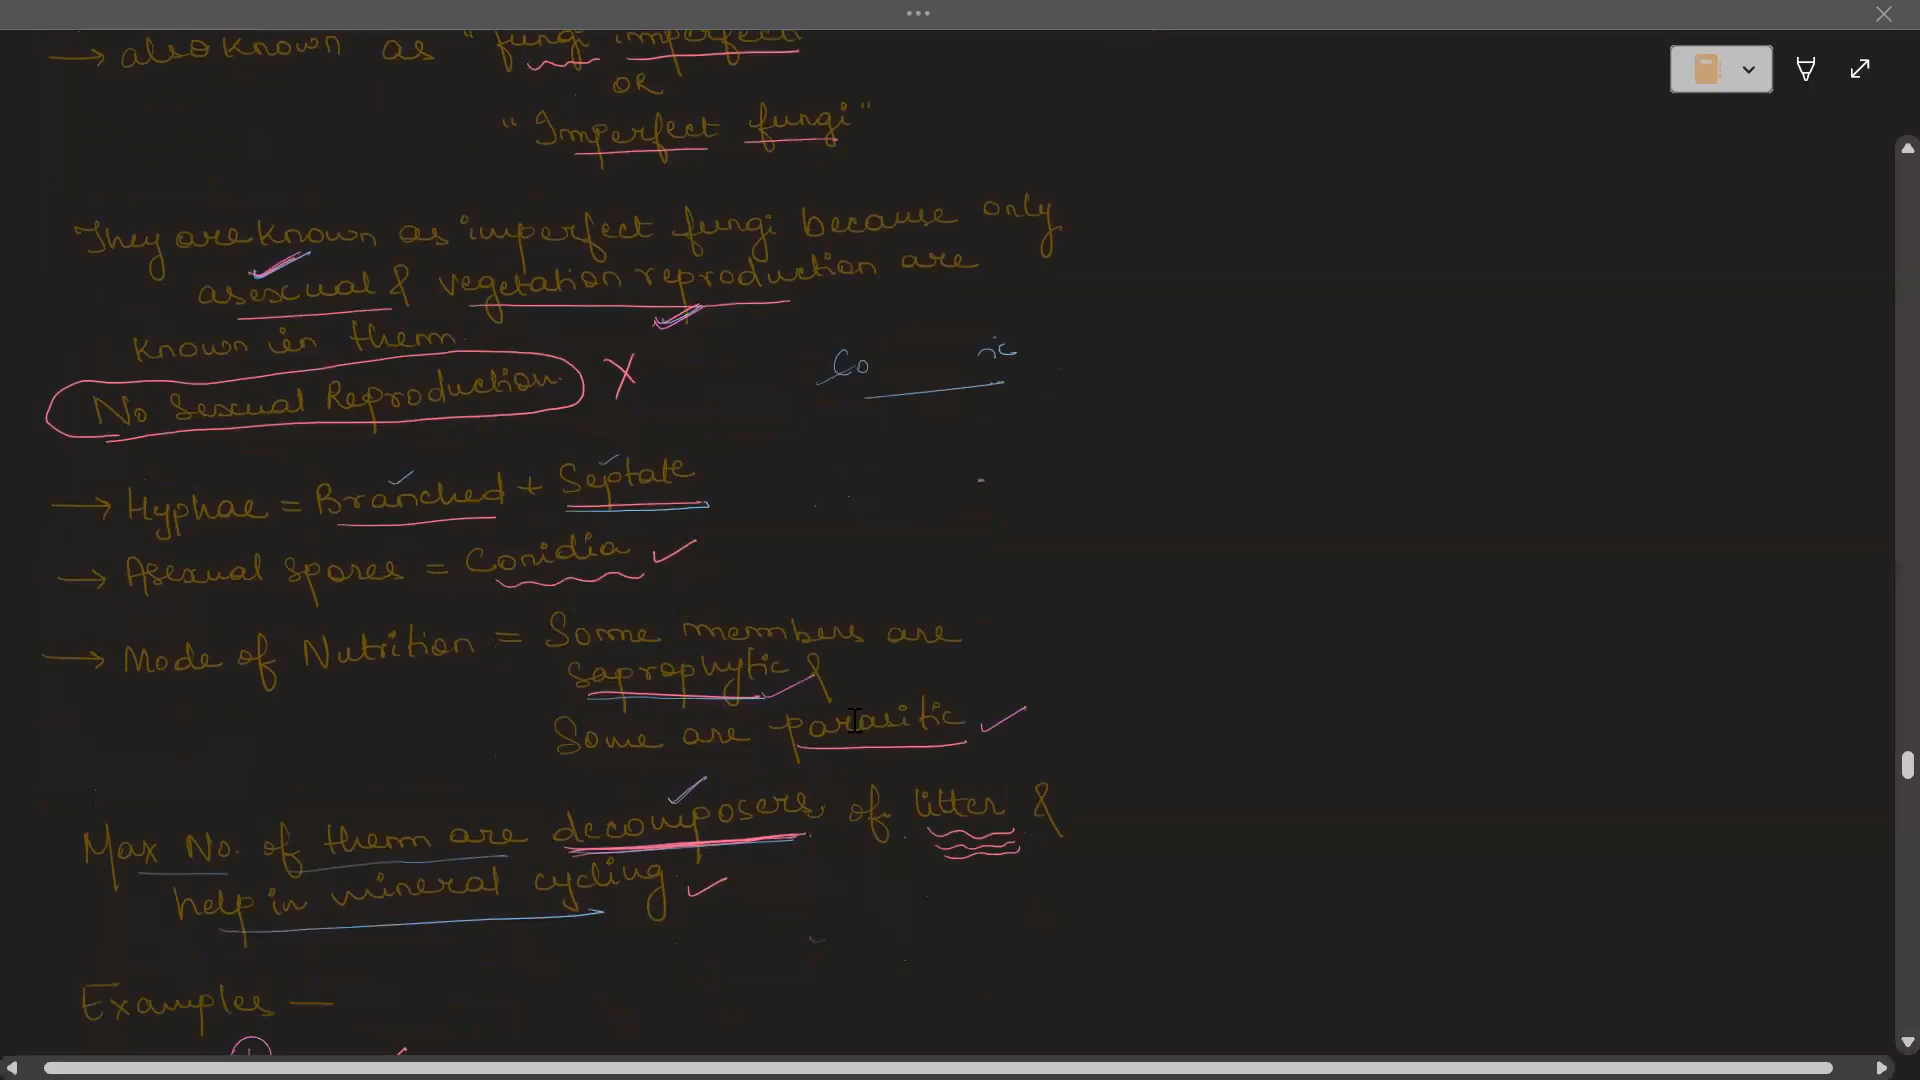 → also known as "fungi imperfecti
OR
"Imperfect fungi"
They are known as imperfect fungi because only
asexual & vegetation reproduction are
known in them
No Sexual Reproduction X
Co nic
→ Hyphae = Branched + Septate
→ Asexual spores = Conidia
→ Mode of Nutrition = Some members are
saprophytic &
Some are parasitic
Max No. of them are decomposers of litter &
help in mineral cycling
Examples —